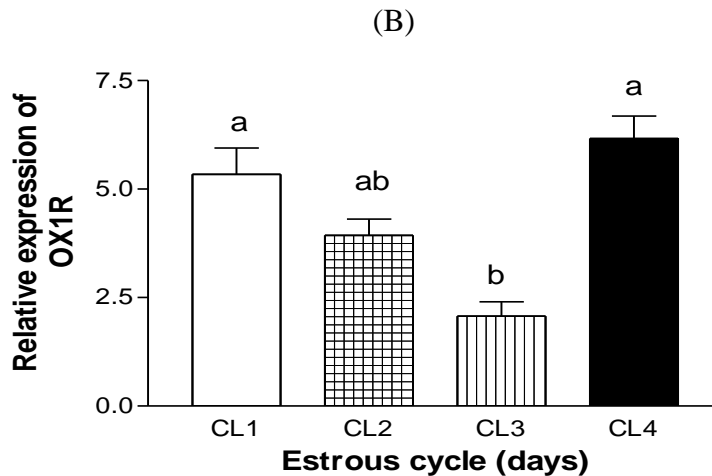 (B)
Relative expression of
OX1R
7.5
5.0
2.5
0.0
a
ab
b
a
CL1 CL2 CL3 CL4
Estrous cycle (days)